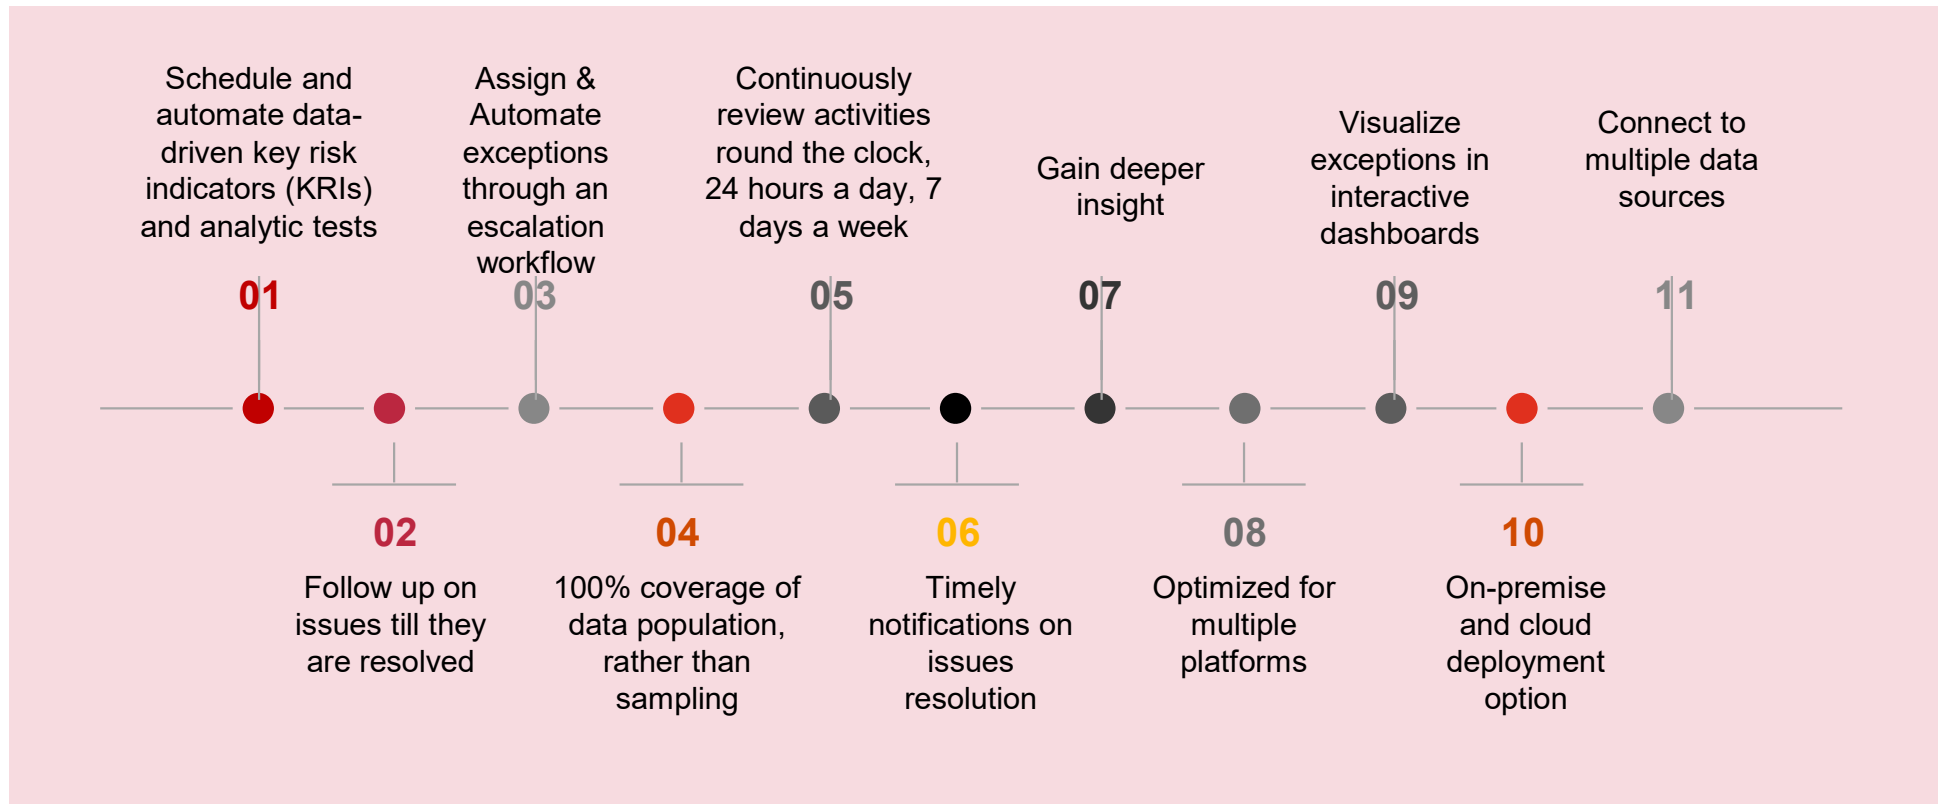 Schedule and
automate data-
driven key risk
indicators (KRIs)
and analytic tests
01
Follow up on
issues till they
are resolved
02
Assign &
Automate
exceptions
through an
escalation
workflow
03
04
100% coverage of
data population,
rather than
sampling
Continuously
review activities
round the clock,
24 hours a day, 7
days a week
05
06
Timely
notifications on
issues
resolution
Gain deeper
insight
07
08
Optimized for
multiple
platforms
Visualize
exceptions in
interactive
dashboards
09
10
On-premise
and cloud
deployment
option
Connect to
multiple data
sources
11